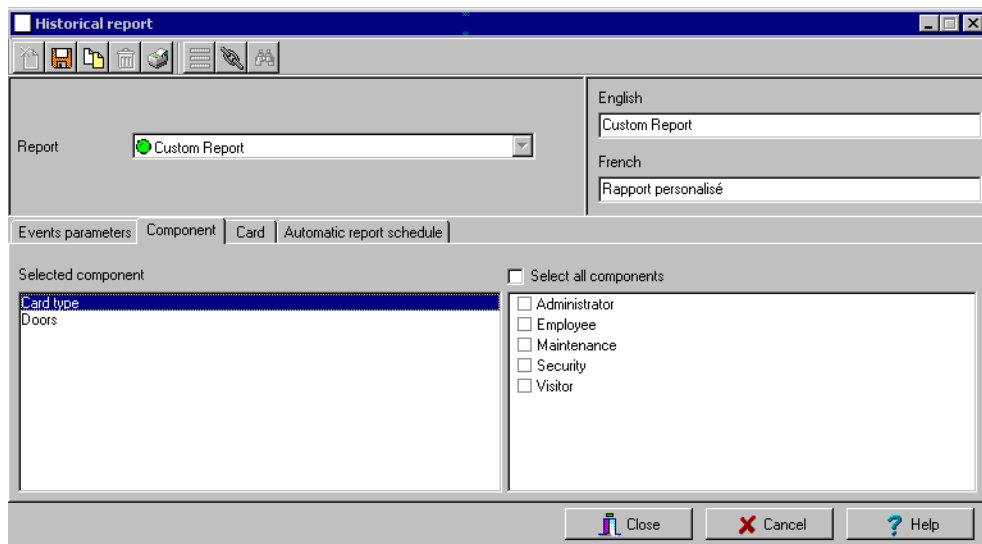 Historical report
Report
Custom Report
English
Custom Report
French
Rapport personalisé
Events parameters Component Card Automatic report schedule
Selected component
Card type
Doors
Select all components
Administrator
Employee
Maintenance
Security
Visitor
Close Cancel Help